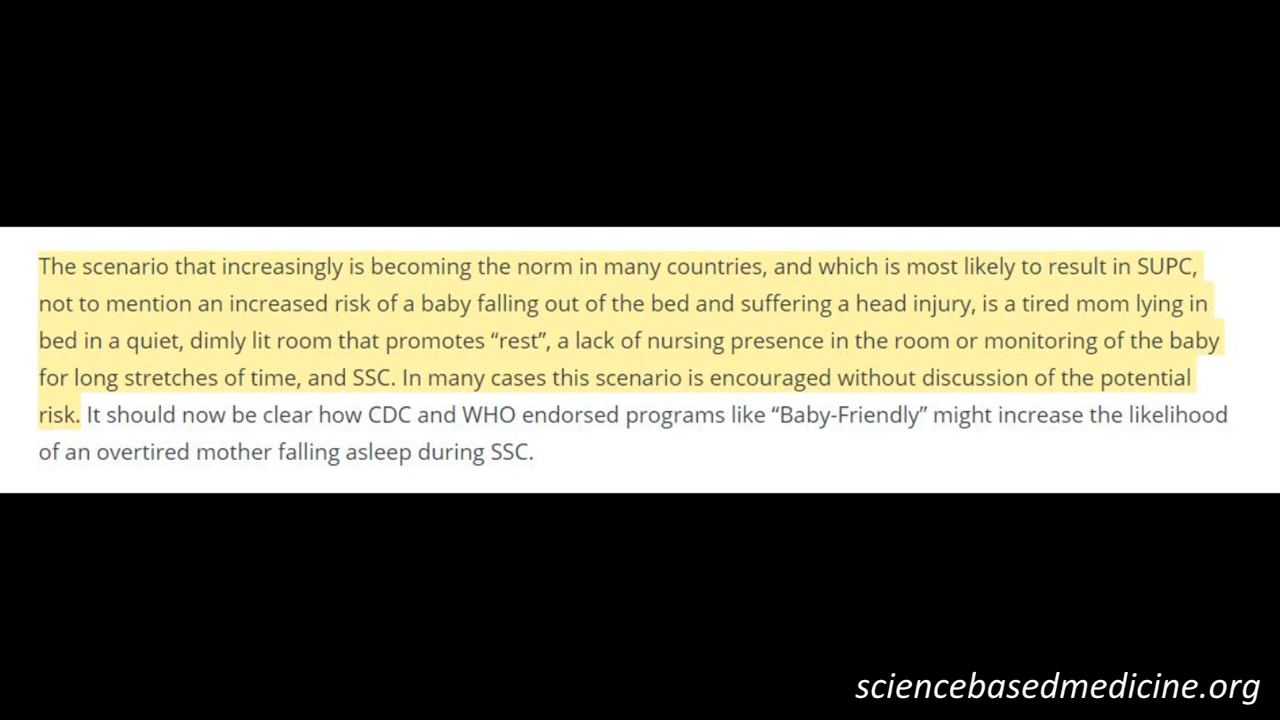 The scenario that increasingly is becoming the norm in many countries, and which is most likely to result in SUPC,
not to mention an increased risk of a baby falling out of the bed and suffering a head injury, is a tired mom lying in
bed in a quiet, dimly lit room that promotes “rest”, a lack of nursing presence in the room or monitoring of the baby
for long stretches of time, and SSC. In many cases this scenario is encouraged without discussion of the potential
risk. It should now be clear how CDC and WHO endorsed programs like “Baby-Friendly” might increase the likelihood
of an overtired mother falling asleep during SSC.
sciencebasedmedicine.org